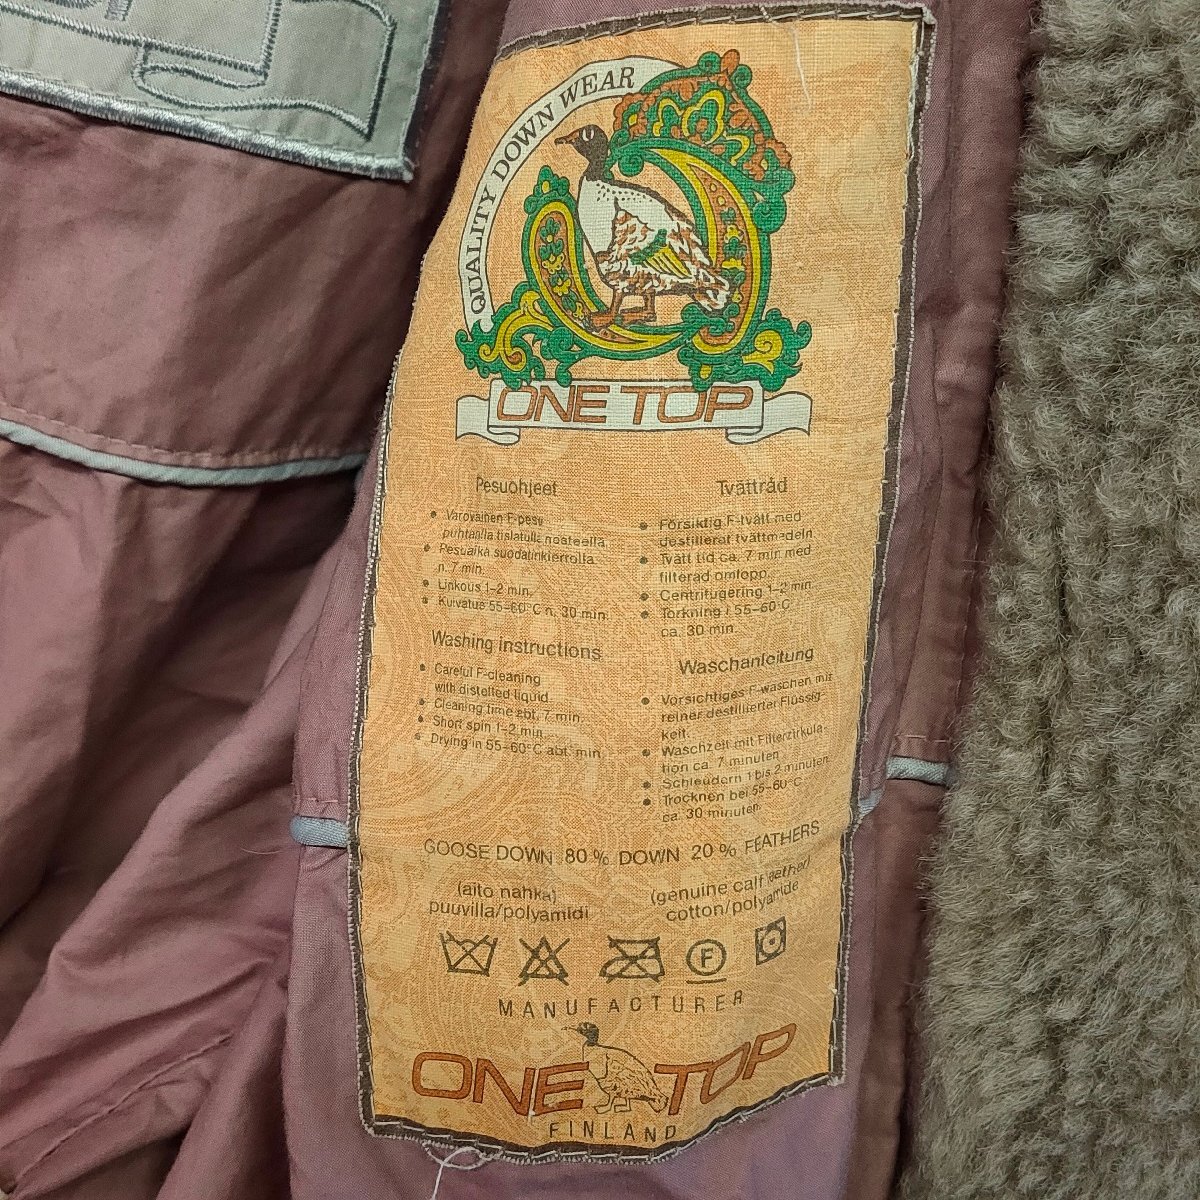 QUALITY DOWN WEAR
ONE TOP
Pesuohjeet
• Varovainen F-pesu
puhtaalla tislatulla nesteellä
• Pesuaika suodatinkierrolla
n. 7 min.
• Linkous 1-2 min.
• Kuivatus 55-60°C n. 30 min.
Tvättråd
• Försiktig F-tvätt med
destillerat tvättmedeln
• Tvätt tid ca. 7 min med
filterad omlopp.
• Centrifugering 1-2 min.
• Torkning i 55-60°C
ca. 30 min.
Washing instructions
• Careful F-cleaning
with distelled liquid
• Cleaning time abt. 7 min.
• Short spin 1-2 min.
• Drying in 55-60°C abt. min.
Waschanleitung
• Vorsichtiges F-waschen mit
reiner destillierter Flüssig-
keit.
• Waschzeit mit Filterzirkula-
tion ca. 7 minuten
• Schleudern 1 bis 2 minuten
• Trocknen bei 55-60°C
ca. 30 minuten.
GOOSE DOWN 80% DOWN 20% FEATHERS
(aito nahka)
puuvilla/polyamidi
(genuine calf leather)
cotton/polyamide
F
MANUFACTURER
ONE TOP
FINLAND